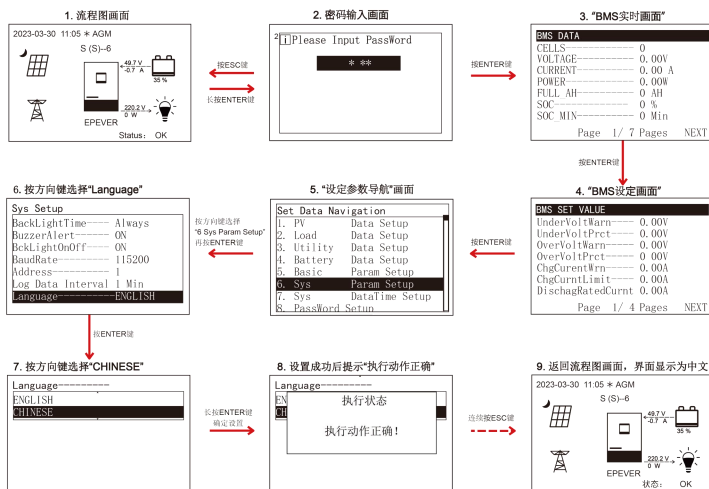 1. 流程图画面
2023-03-30 11:05 ＊ AGM
S (S)--6
49.7 V
-0.7 A
35 %
220.2 V
0 W
EPEVER
Status： OK
按ESC键
长按ENTER键
2. 密码输入画面
2 i Please Input PassWord
* **
按ENTER键
3. “BMS实时画面”
BMS DATA
CELLS-------------- 0
VOLTAGE------------ 0.00V
CURRENT------------ 0.00 A
POWER-------------- 0.00W
FULL AH------------ 0 AH
SOC---------------- 0 %
SOC MIN------------ 0 Min
Page 1/ 7 Pages NEXT
按ENTER键
4. “BMS设定画面”
BMS SET VALUE
UnderVoltWarn---- 0.00V
UnderVoltPrct---- 0.00V
OverVoltWarn----- 0.00V
OverVoltPrct----- 0.00V
ChgCurentWrn---- 0.00A
ChgCurntLimit---- 0.00A
DischagRatedCurnt 0.00A
Page 1/ 4 Pages NEXT
按ENTER键
5. “设定参数导航”画面
Set Data Navigation
1. PV Data Setup
2. Load Data Setup
3. Utility Data Setup
4. Battery Data Setup
5. Basic Param Setup
6. Sys Param Setup
7. Sys DataTime Setup
8. PassWord Setup
按方向键选择
“6 Sys Param Setup”
再按ENTER键
6. 按方向键选择“Language”
Sys Setup
BackLightTime---- Always
BuzzerAlert------ ON
BckLightOnOff---- ON
BaudRate--------- 115200
Address---------- 1
Log Data Interval 1 Min
Language---------ENGLISH
按ENTER键
7. 按方向键选择“CHINESE”
Language---------
ENGLISH
CHINESE
长按ENTER键
确定设置
8. 设置成功后提示“执行动作正确”
Language---------
EN
CH
执行状态
执行动作正确！
连续按ESC键
9. 返回流程图画面，界面显示为中文
2023-03-30 11:05 ＊ AGM
S (S)--6
49.7 V
-0.7 A
35 %
220.2 V
0 W
EPEVER
状态： OK